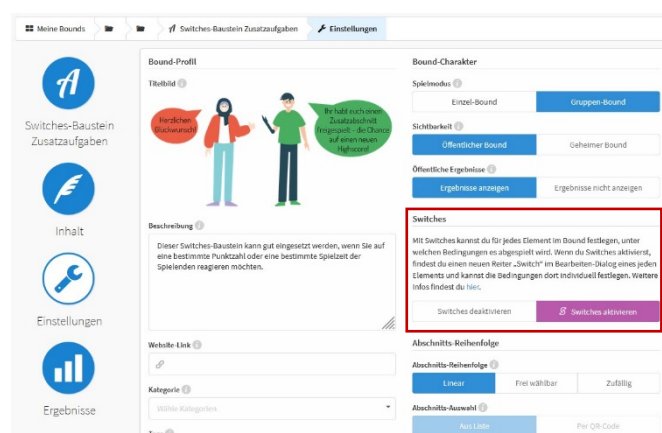 Meine Bounds
Switches-Baustein Zusatzaufgaben
Einstellungen
Switches-Baustein
Zusatzaufgaben
Inhalt
Einstellungen
Ergebnisse
Bound-Profil
Titelbild
Herzlichen
Glückwunsch!
Ihr habt euch einen
Zusatzabschnitt
freigespielt – die Chance
auf einen neuen
Highscore!
Beschreibung
Dieser Switches-Baustein kann gut eingesetzt werden, wenn Sie auf
eine bestimmte Punktzahl oder eine bestimmte Spielzeit der
Spielenden reagieren möchten.
Website-Link
Kategorie
Wähle Kategorien
Bound-Charakter
Spielmodus
Einzel-Bound
Gruppen-Bound
Sichtbarkeit
Öffentlicher Bound
Geheimer Bound
Öffentliche Ergebnisse
Ergebnisse anzeigen
Ergebnisse nicht anzeigen
Switches
Mit Switches kannst du für jedes Element im Bound festlegen, unter
welchen Bedingungen es abgespielt wird. Wenn du Switches aktivierst,
findest du einen neuen Reiter „Switch" im Bearbeiten-Dialog eines jeden
Elements und kannst die Bedingungen dort individuell festlegen. Weitere
Infos findest du hier.
Switches deaktivieren
Switches aktivieren
Abschnitts-Reihenfolge
Abschnitts-Reihenfolge
Linear
Frei wählbar
Zufällig
Abschnitts-Auswahl
Aus Liste
Per QR-Code